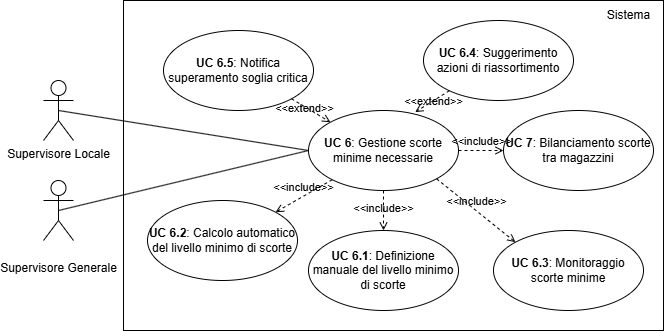 Sistema
UC 6.5: Notifica
superamento soglia critica
UC 6.4: Suggerimento
azioni di riassortimento
<<extend>>
<<extend>>
Supervisore Locale
UC 6: Gestione scorte
minime necessarie
<<include>>
UC 7: Bilanciamento scorte
tra magazzini
<<include>>
<<include>>
<<include>>
Supervisore Generale
UC 6.2: Calcolo automatico
del livello minimo di scorte
UC 6.1: Definizione
manuale del livello minimo
di scorte
UC 6.3: Monitoraggio
scorte minime